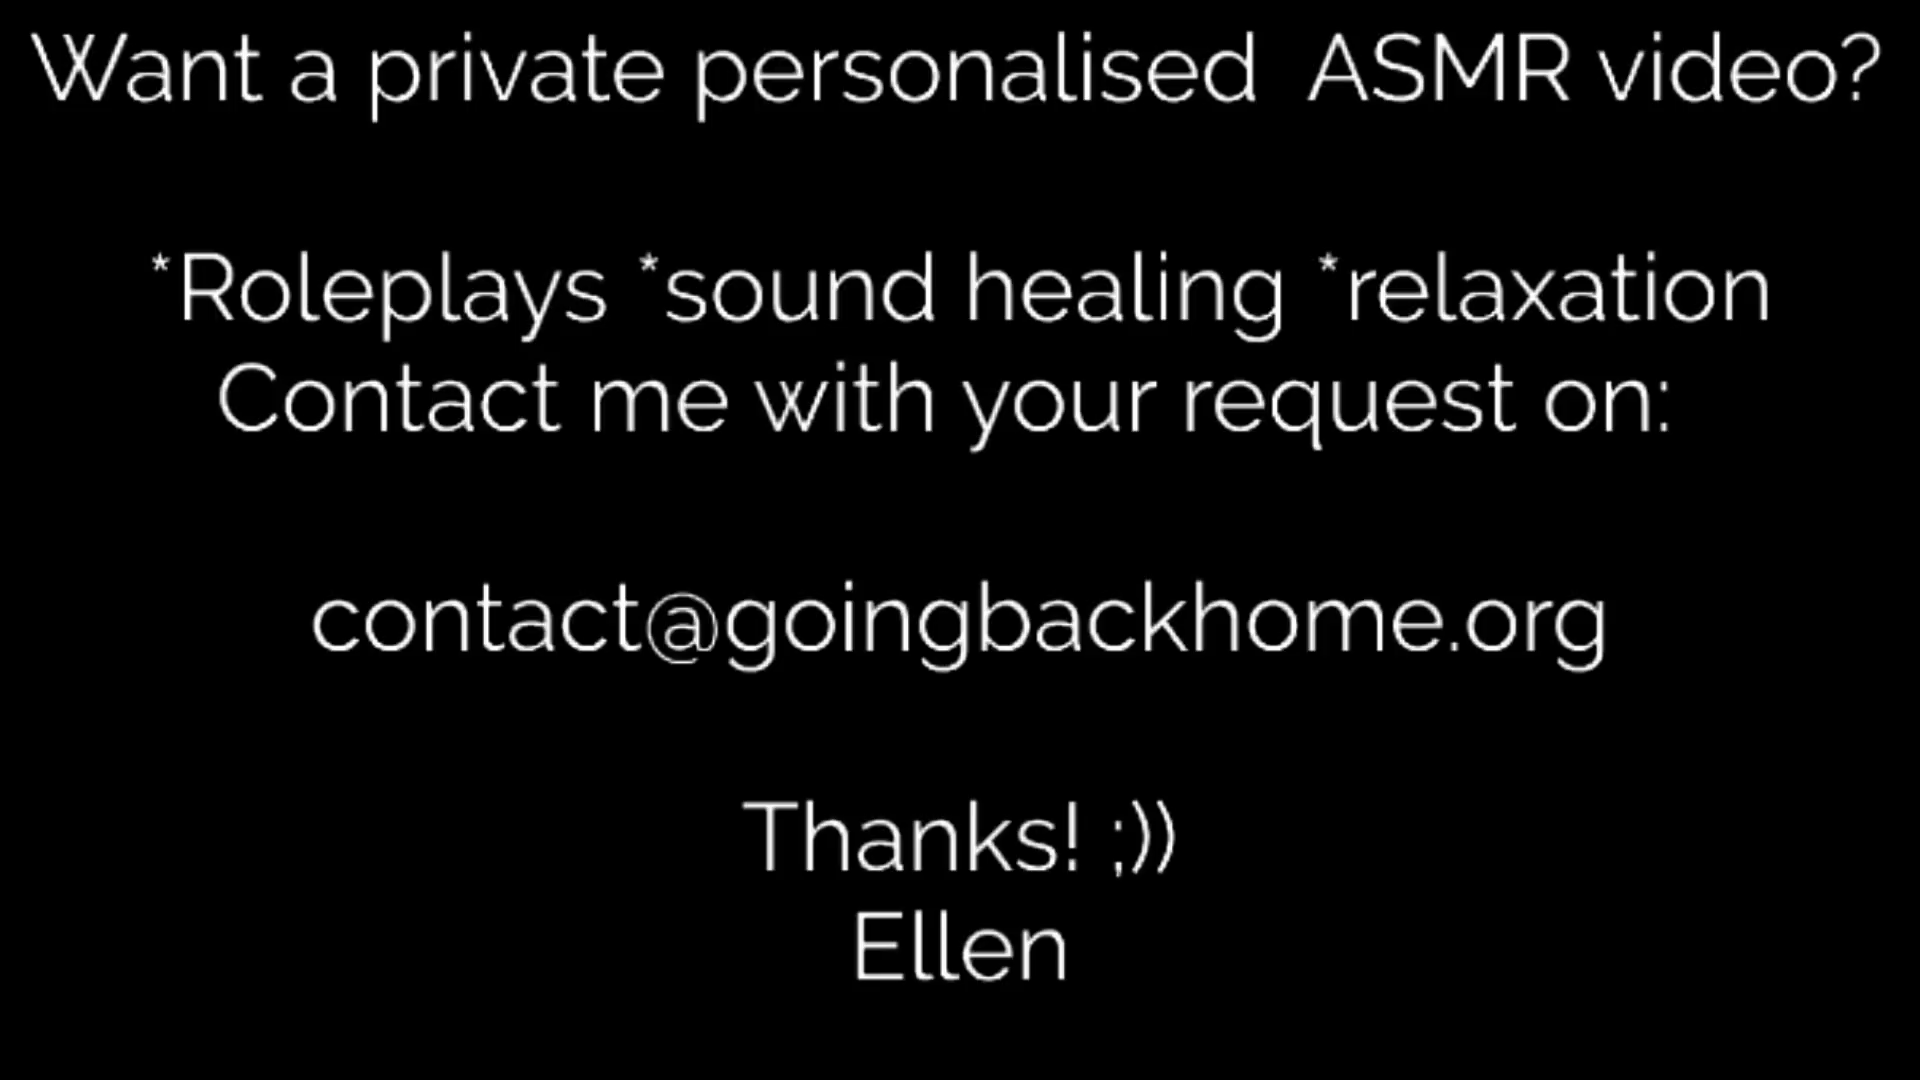 Want a private personalised  ASMR video?
*Roleplays *sound healing *relaxation
Contact me with your request on:
contact@goingbackhome.org
Thanks! ;))
Ellen